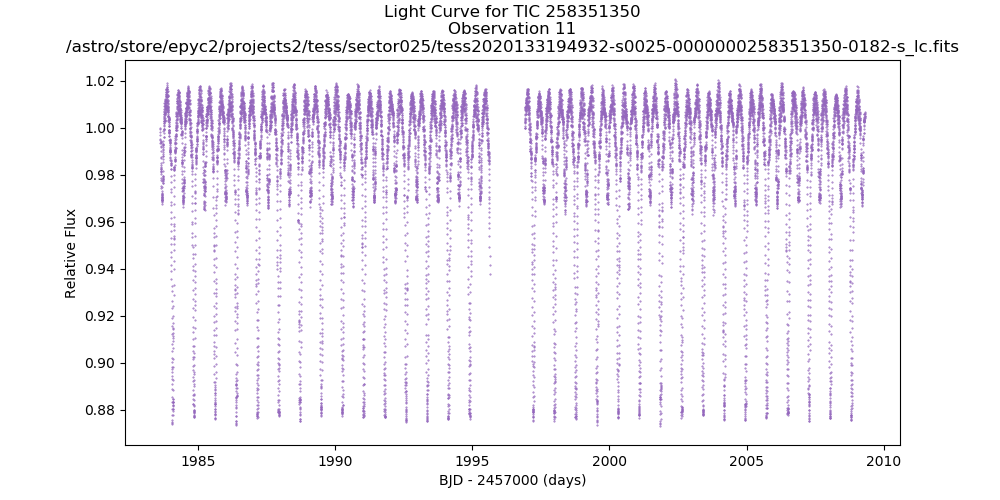 Light Curve for TIC 258351350
Observation 11
/astro/store/epyc2/projects2/tess/sector025/tess2020133194932-s0025-0000000258351350-0182-s_lc.fits
1.02
1.00
0.98
0.96
0.94
0.92
0.90
0.88
Relative Flux
1985
1990
1995
2000
2005
2010
BJD - 2457000 (days)